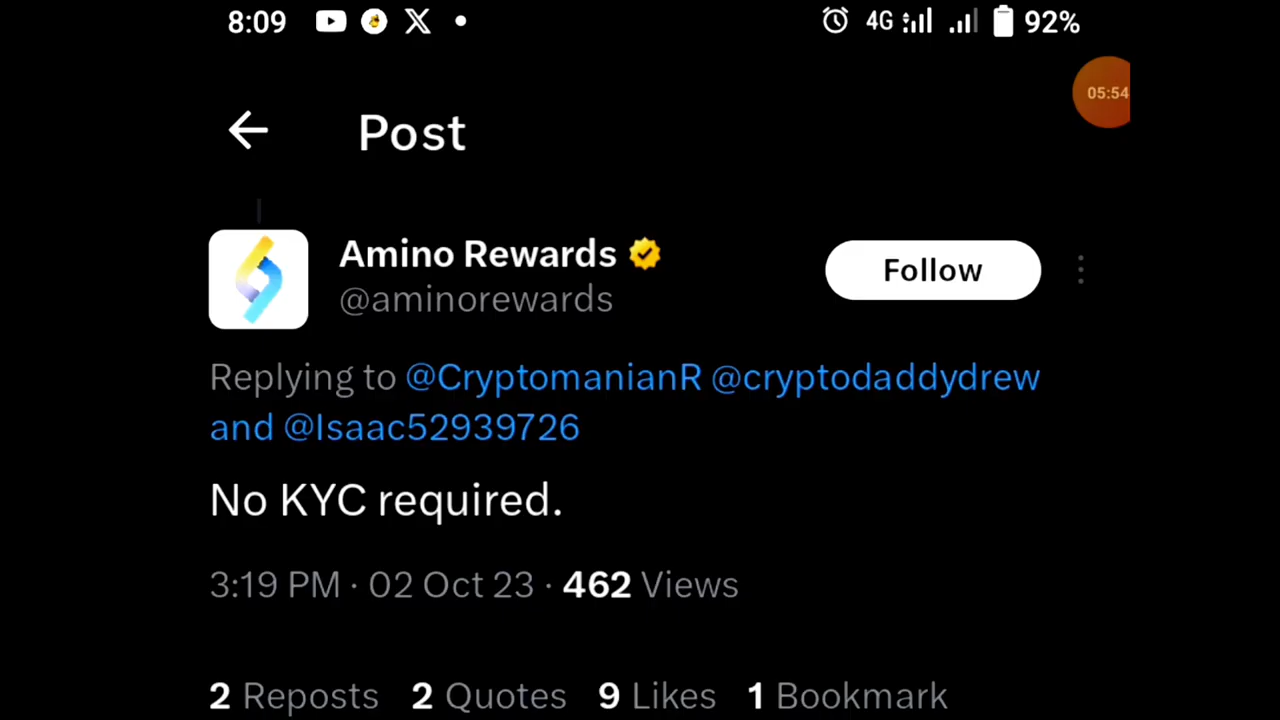 8:09 4G 92%
05:54
Post
Amino Rewards
Follow
@aminorewards
Replying to @CryptomanianR @cryptodaddydrew
and @Isaac52939726
No KYC required.
3:19 PM · 02 Oct 23 · 462 Views
2 Reposts 2 Quotes 9 Likes 1 Bookmark